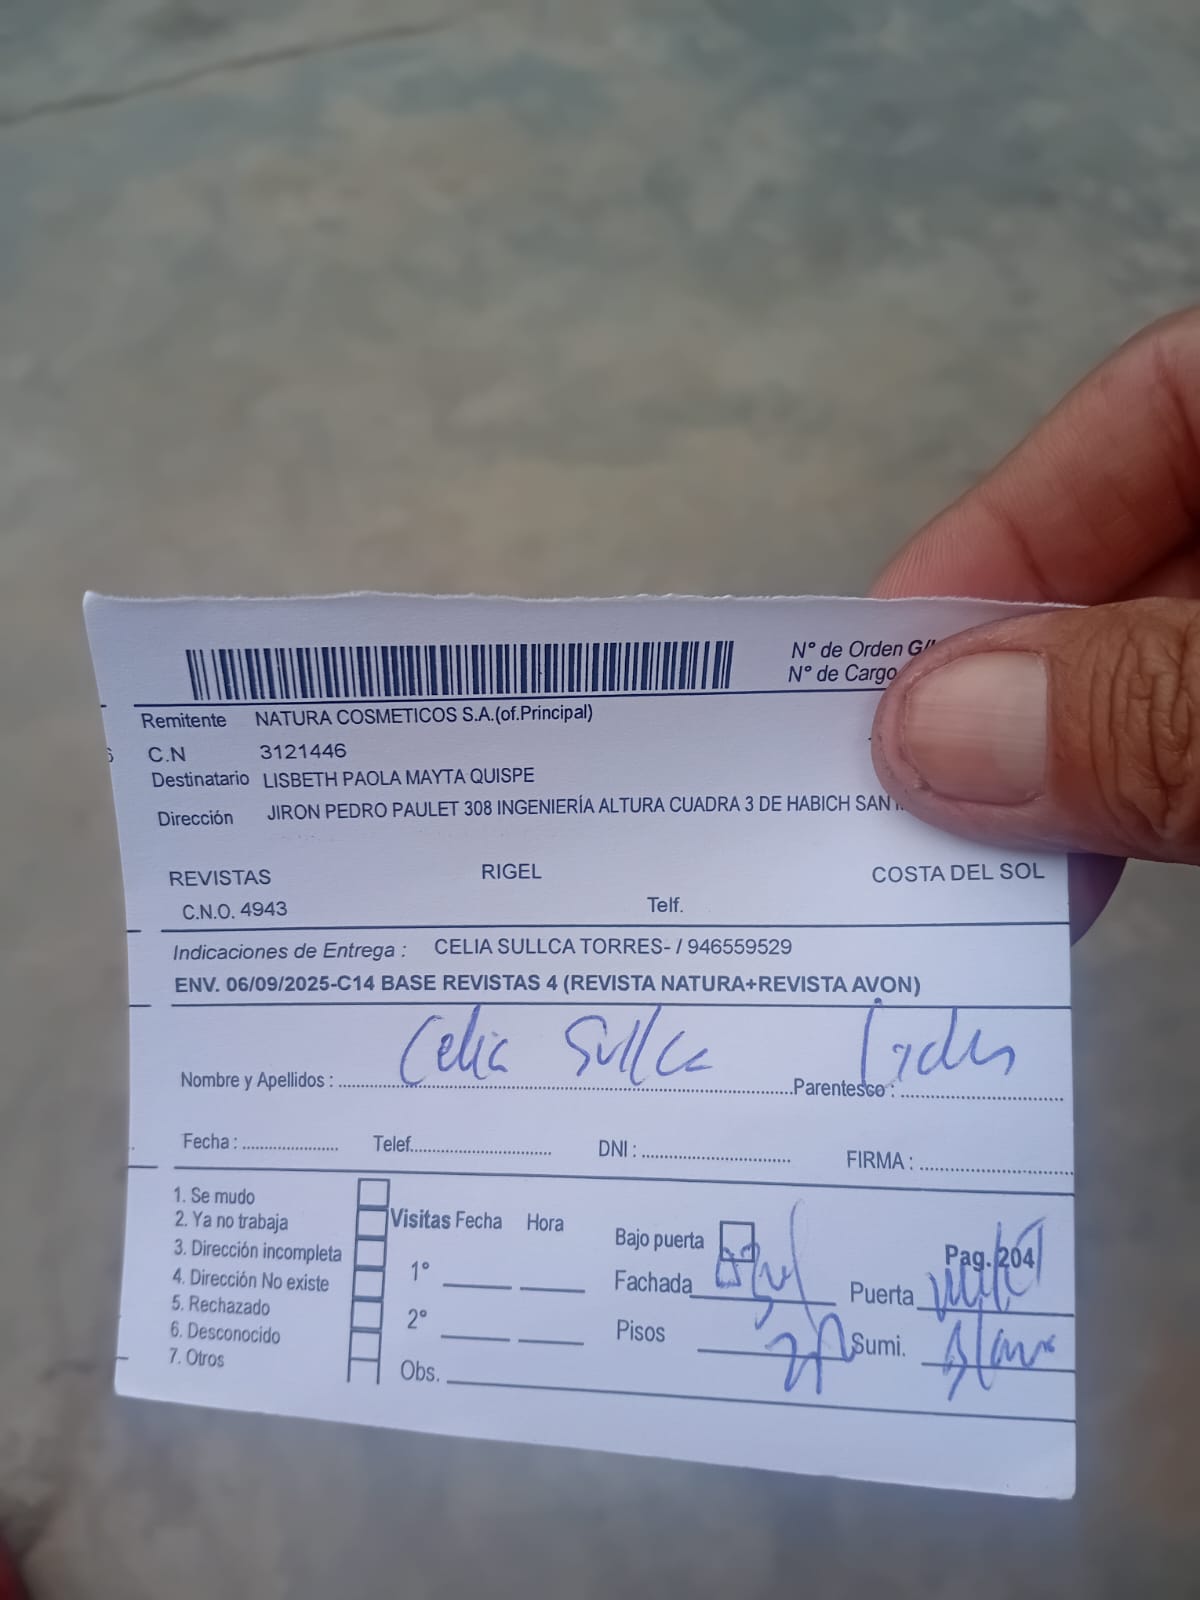 N° de Orden G/
N° de Cargo
Remitente NATURA COSMETICOS S.A.(of.Principal)
C.N 3121446
Destinatario LISBETH PAOLA MAYTA QUISPE
Dirección JIRON PEDRO PAULET 308 INGENIERÍA ALTURA CUADRA 3 DE HABICH SAN
REVISTAS RIGEL COSTA DEL SOL
C.N.O. 4943 Telf.
Indicaciones de Entrega : CELIA SULLCA TORRES- / 946559529
ENV. 06/09/2025-C14 BASE REVISTAS 4 (REVISTA NATURA+REVISTA AVON)
Nombre y Apellidos : Celia Sullca Parentesco :
Fecha : Telef. DNI : FIRMA :
1. Se mudo
2. Ya no trabaja
3. Dirección incompleta
4. Dirección No existe
5. Rechazado
6. Desconocido
7. Otros
Visitas Fecha Hora
1°
2°
Obs.
Bajo puerta Pag. 204
Fachada Puerta
Pisos Sumi.